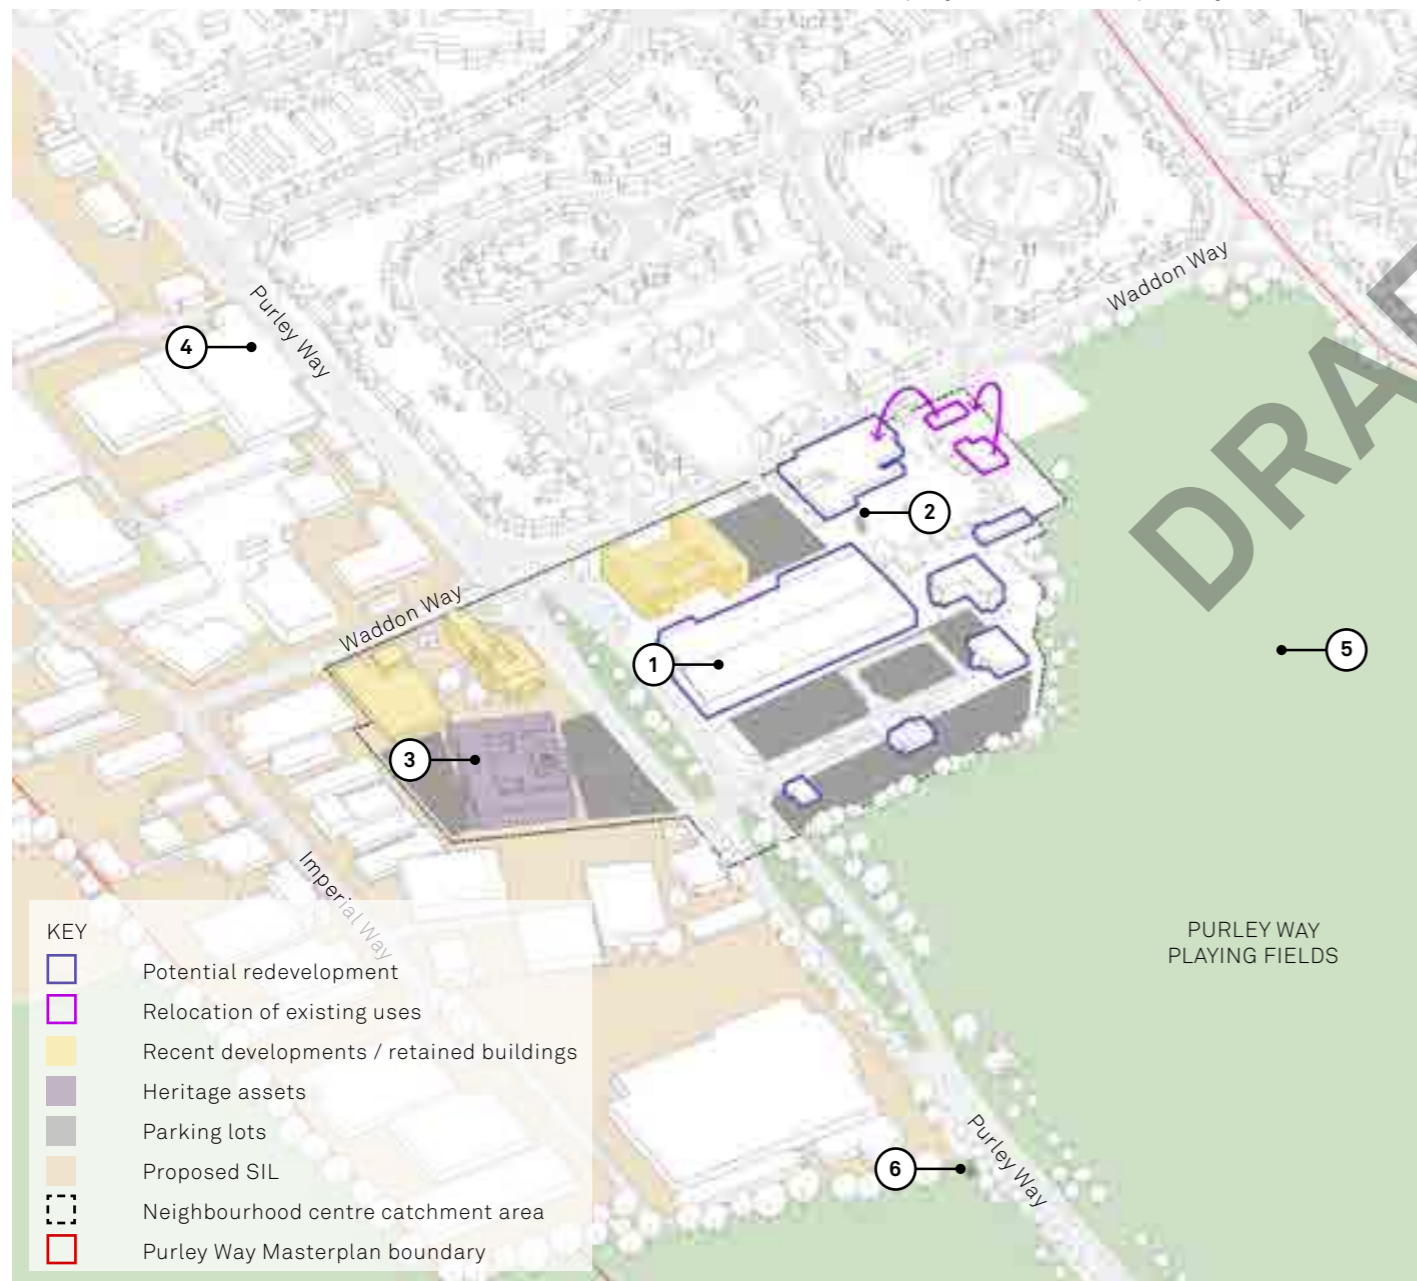 Waddon Way
Purley Way
4
2
DRA
Waddon Way
1
5
3
Imperial Way
PURLEY WAY
PLAYING FIELDS
6
Purley Way
KEY
Potential redevelopment
Relocation of existing uses
Recent developments / retained buildings
Heritage assets
Parking lots
Proposed SIL
Neighbourhood centre catchment area
Purley Way Masterplan boundary